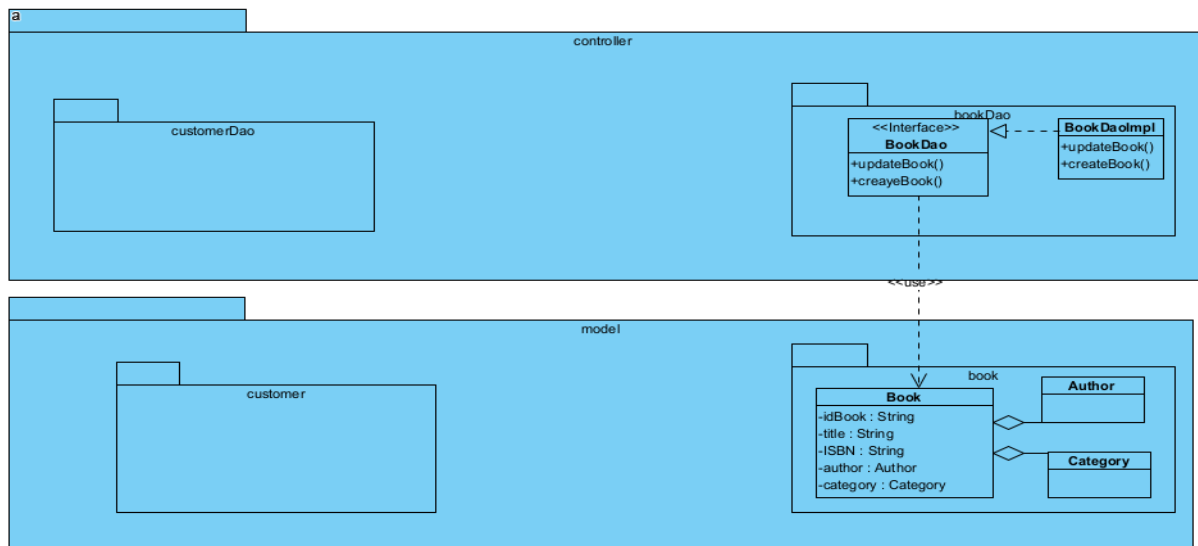 a
controller
customerDao
bookDao
<<Interface>>
BookDao
+updateBook()
+creayeBook()
BookDaoImpl
+updateBook()
+createBook()
<<use>>
model
customer
book
Book
-idBook : String
-title : String
-ISBN : String
-author : Author
-category : Category
Author
Category